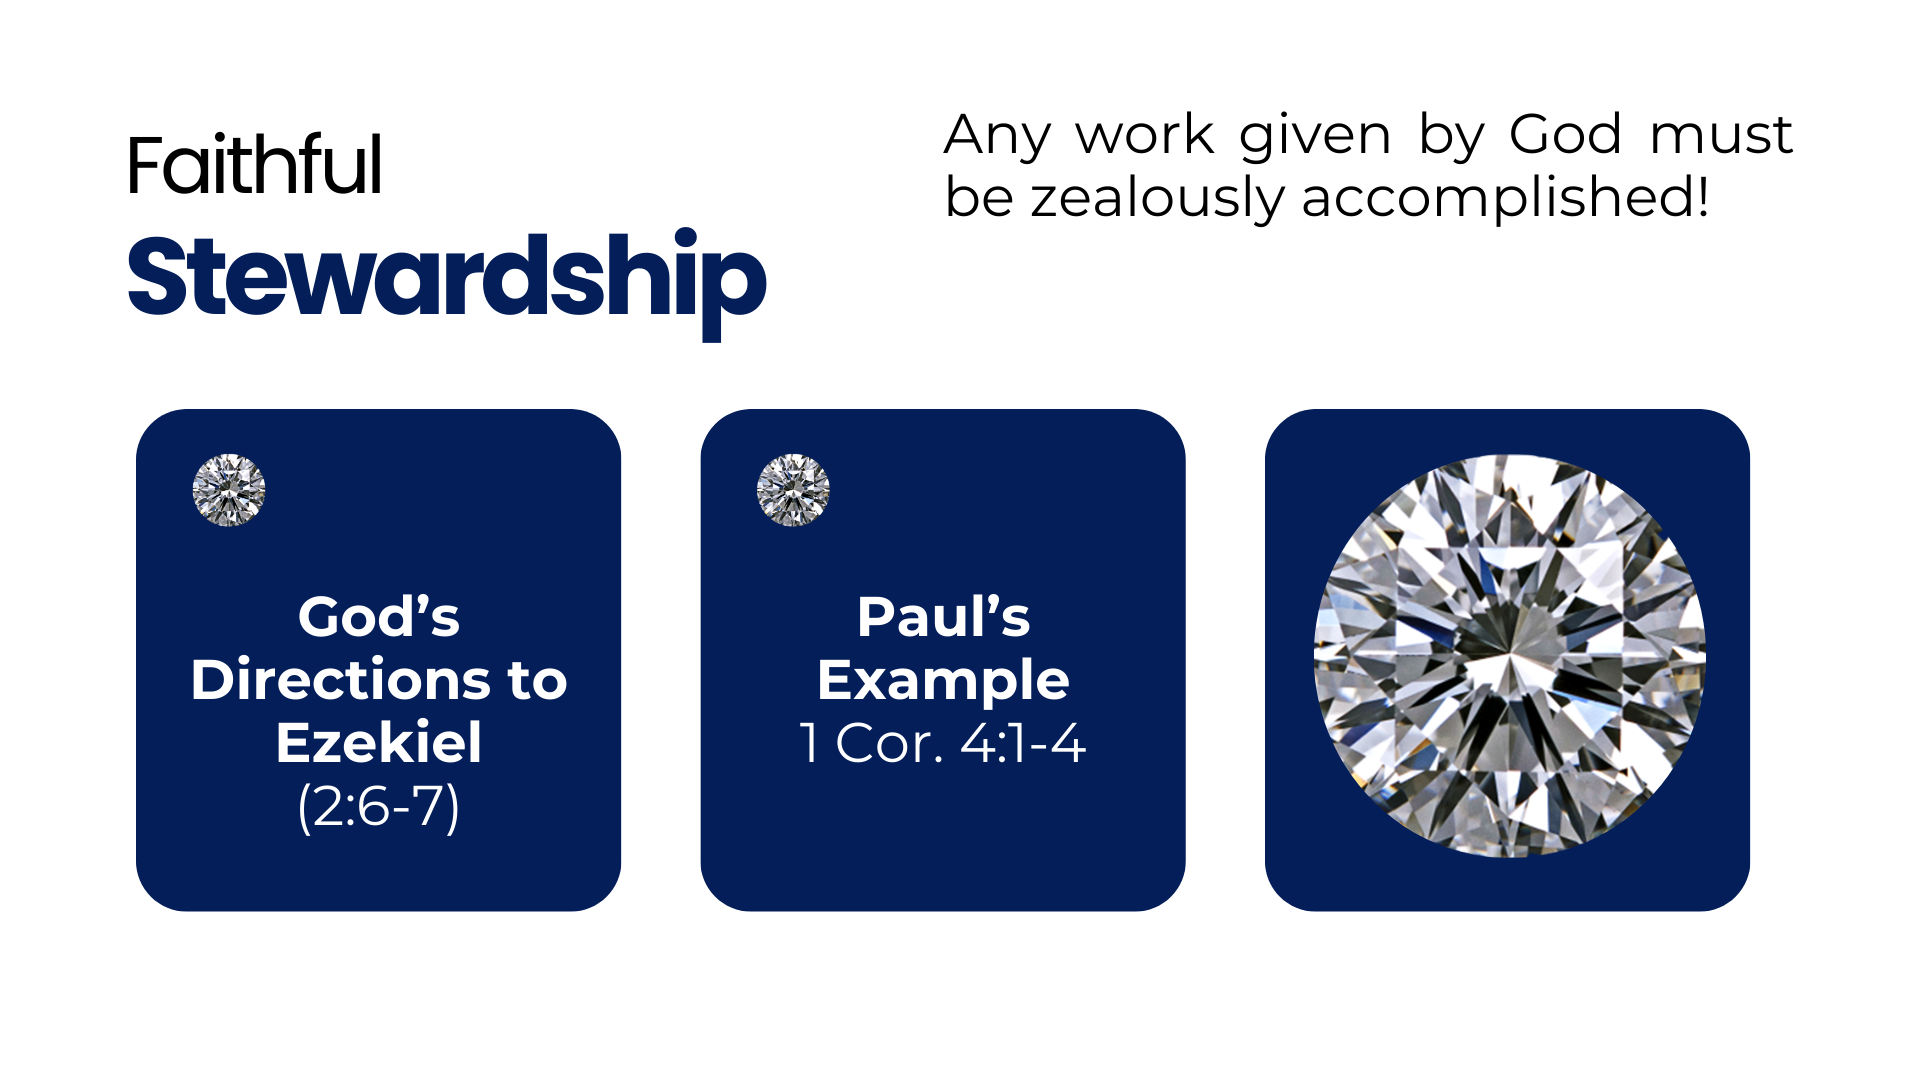 Faithful
Stewardship
Any work given by God must
be zealously accomplished!
God’s
Directions to
Ezekiel
(2:6-7)
Paul’s
Example
1 Cor. 4:1-4